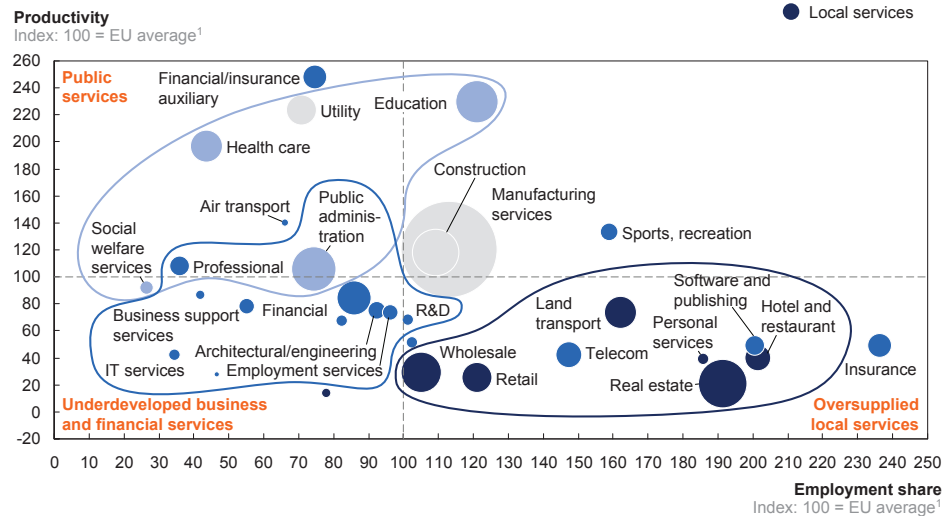 Productivity
Index: 100 = EU average1
Local services
260
240
220
200
180
160
140
120
100
80
60
40
20
0
-20
Public
services
Financial/insurance
auxiliary
Utility
Education
Health care
Construction
Manufacturing
services
Air transport
Public
adminis-
tration
Social
welfare
services
Professional
Sports, recreation
Business support
services
Financial
R&D
Land
transport
Software and
publishing
Hotel and
restaurant
Personal
services
IT services
Architectural/engineering
Employment services
Wholesale
Retail
Telecom
Real estate
Insurance
Underdeveloped business
and financial services
Oversupplied
local services
0 10 20 30 40 50 60 70 80 90 100 110 120 130 140 150 160 170 180 190 200 210 220 230 240 250
Employment share
Index: 100 = EU average1